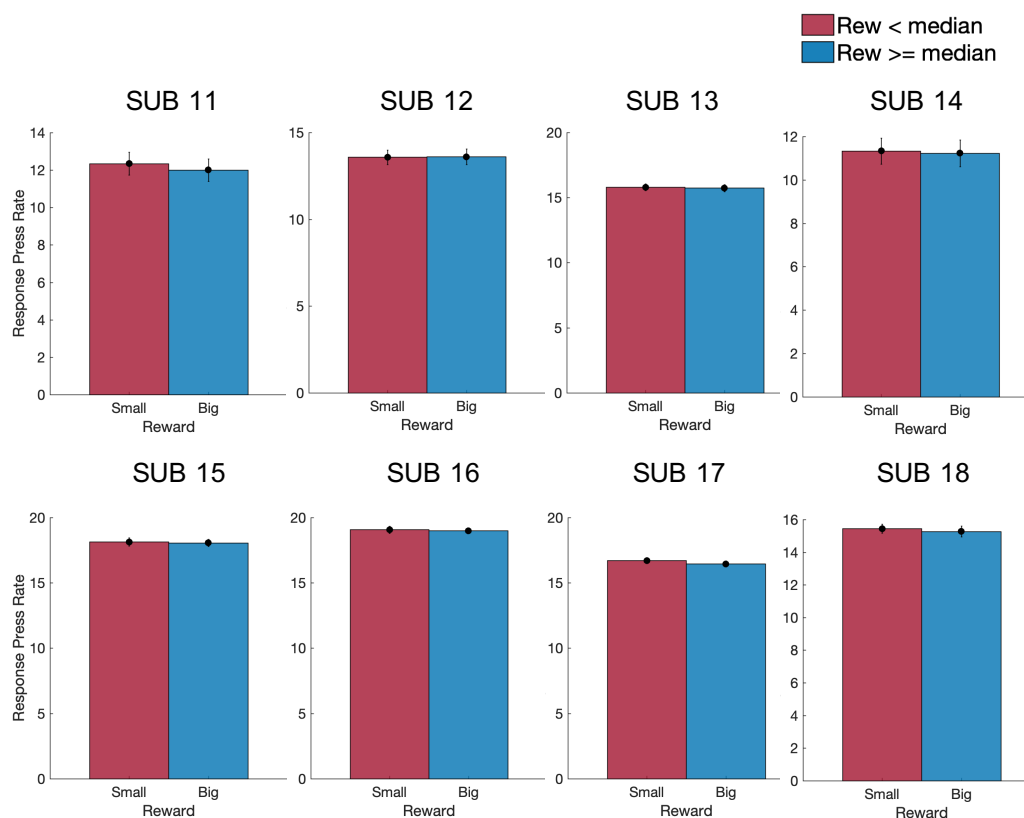 Rew < median
Rew >= median
SUB 11
SUB 12
SUB 13
SUB 14
Response Press Rate
14
12
10
8
6
4
2
0
Small
Big
Reward
15
10
5
0
Small
Big
Reward
20
15
10
5
0
Small
Big
Reward
12
10
8
6
4
2
0
Small
Big
Reward
SUB 15
SUB 16
SUB 17
SUB 18
Response Press Rate
20
15
10
5
0
Small
Big
Reward
20
15
10
5
0
Small
Big
Reward
20
15
10
5
0
Small
Big
Reward
16
14
12
10
8
6
4
2
0
Small
Big
Reward